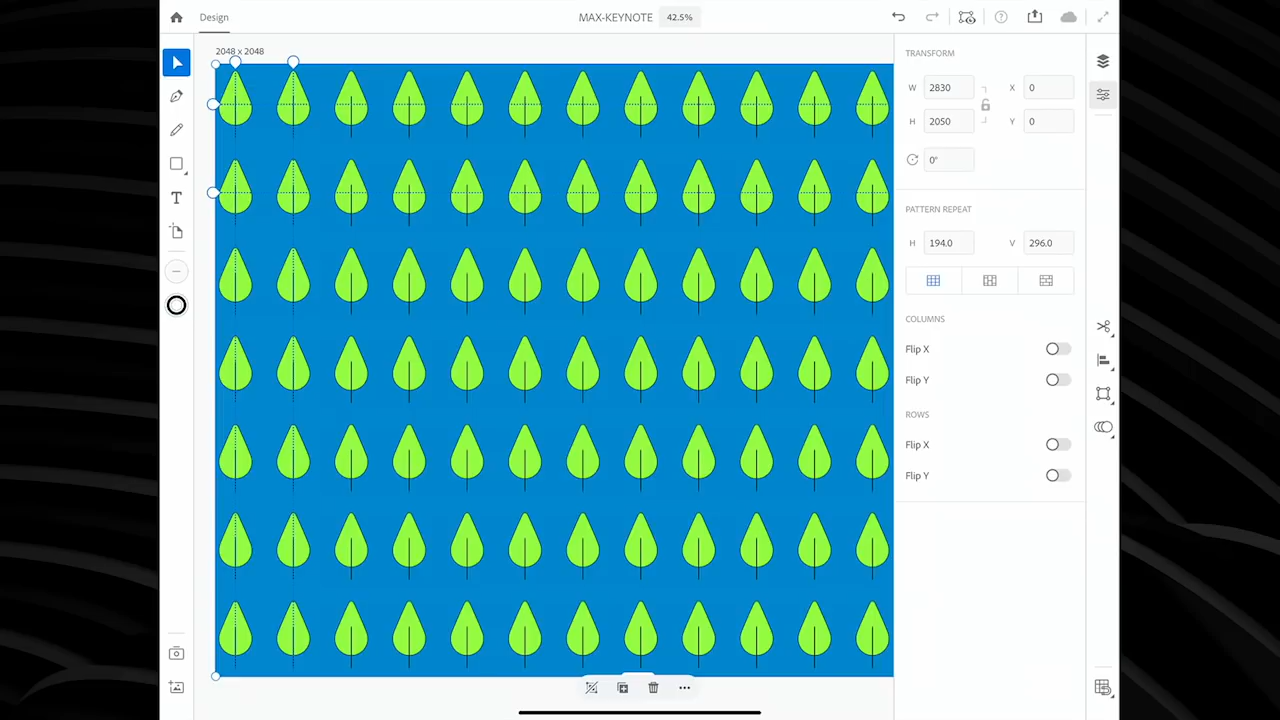 Design
MAX-KEYNOTE 42.5%
2048 x 2048
TRANSFORM
W 2830 X 0
H 2050 Y 0
0°
PATTERN REPEAT
H 194.0 V 296.0
COLUMNS
Flip X
Flip Y
ROWS
Flip X
Flip Y